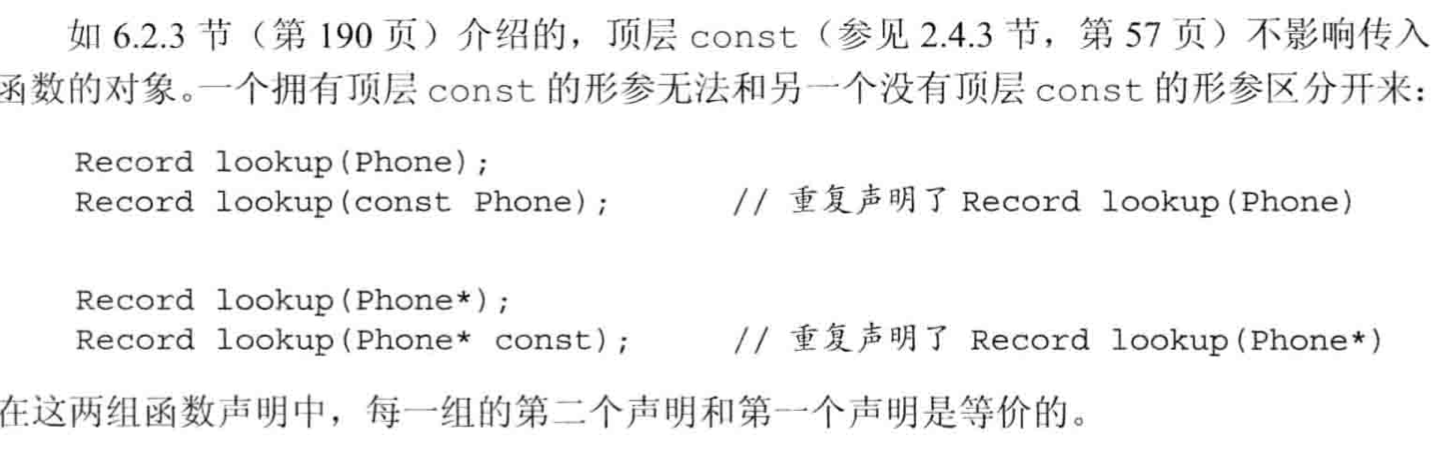 如 6.2.3 节（第 190 页）介绍的，顶层 const（参见 2.4.3 节，第 57 页）不影响传入
函数的对象。一个拥有顶层 const 的形参无法和另一个没有顶层 const 的形参区分开来：
Record lookup(Phone);
Record lookup(const Phone);    // 重复声明了 Record lookup(Phone)
Record lookup(Phone*);
Record lookup(Phone* const);    // 重复声明了 Record lookup(Phone*)
在这两组函数声明中，每一组的第二个声明和第一个声明是等价的。